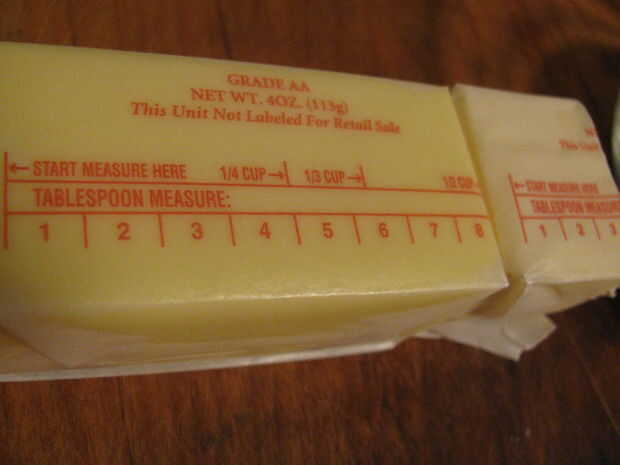 GRADE AA
NET WT. 4OZ. (113g)
This Unit Not Labeled For Retail Sale
START MEASURE HERE 1/4 CUP 1/3 CUP 1/2 CUP
TABLESPOON MEASURE:
1 2 3 4 5 6 7 8
This Unit
START MEASURE HERE
TABLESPOON MEASURE
1 2 3